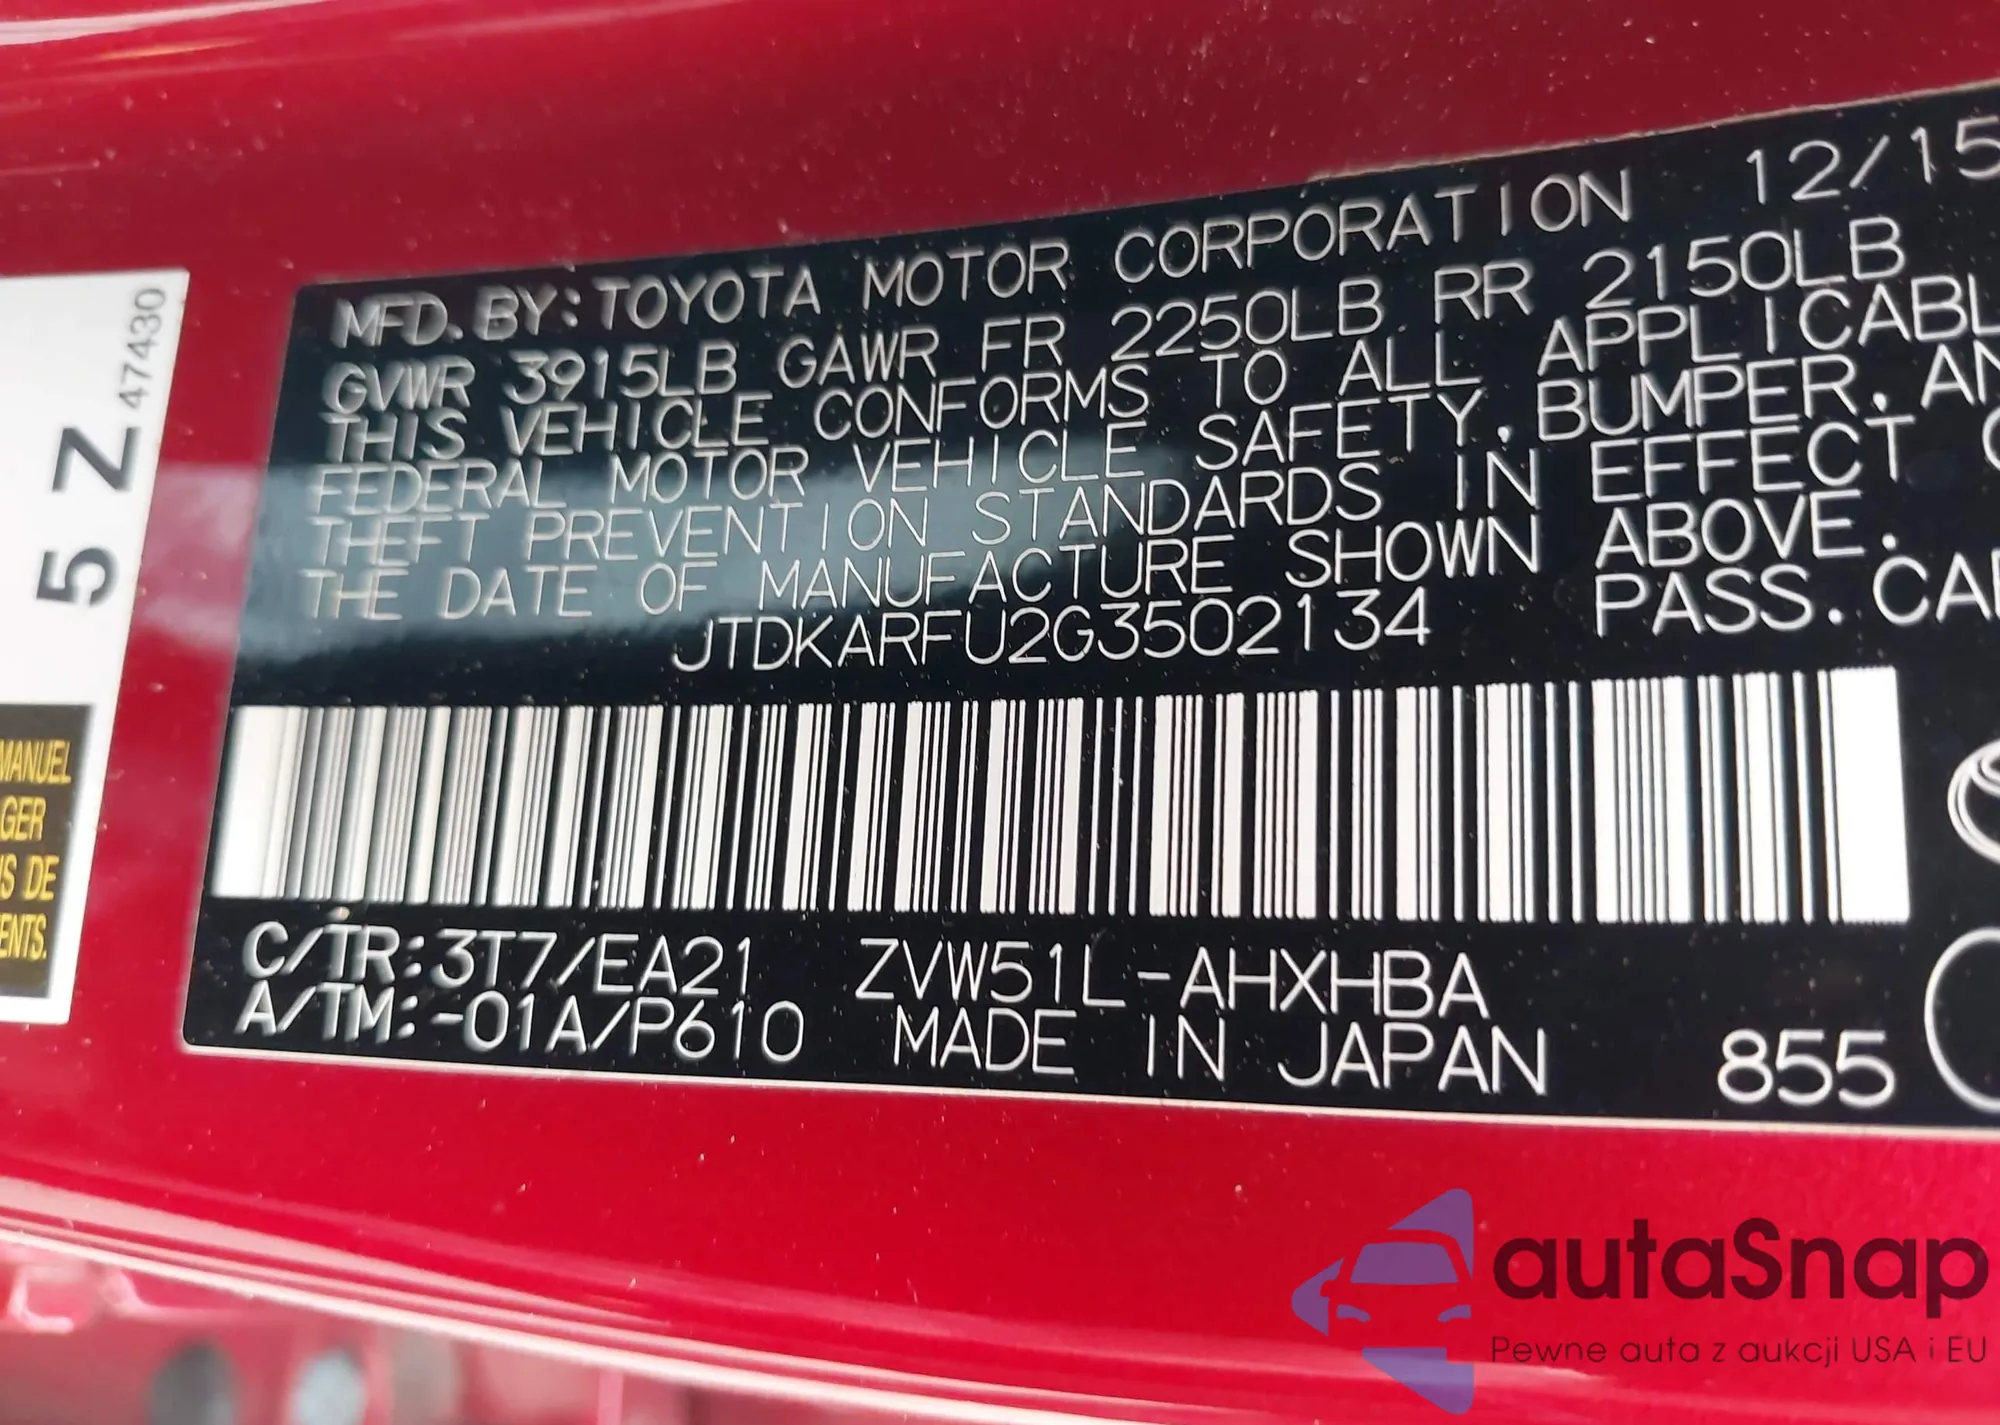 MFD. BY: TOYOTA MOTOR CORPORATION 12/15
GVWR 3915LB GAWR FR 2250LB RR 2150LB
THIS VEHICLE CONFORMS TO ALL APPLICABL
FEDERAL MOTOR VEHICLE SAFETY, BUMPER, AN
THEFT PREVENTION STANDARDS IN EFFECT
THE DATE OF MANUFACTURE SHOWN ABOVE.
JTDKARFU2G3502134 PASS. CAR
C/TR: 3T7/EA21 ZVW51L-AHXHBA
A/TM: -01A/P610 MADE IN JAPAN 855
5 Z 47430
MANUEL
GER
IS DE
ENTS.
autaSnap
Pewne auta z aukcji USA i EU